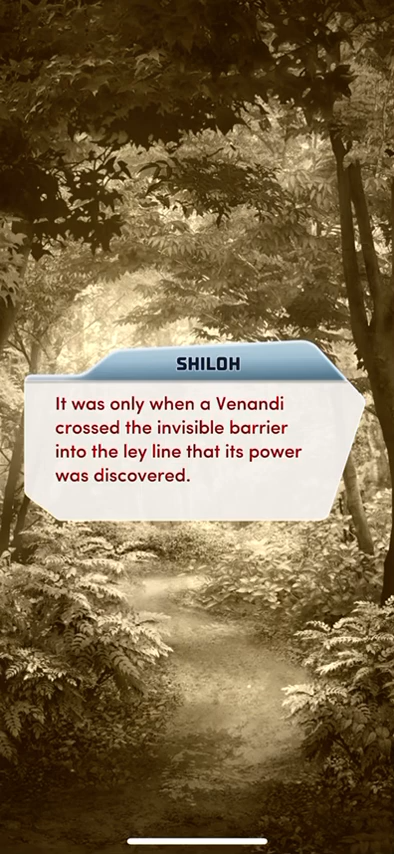 SHILOH
It was only when a Venandi
crossed the invisible barrier
into the ley line that its power
was discovered.